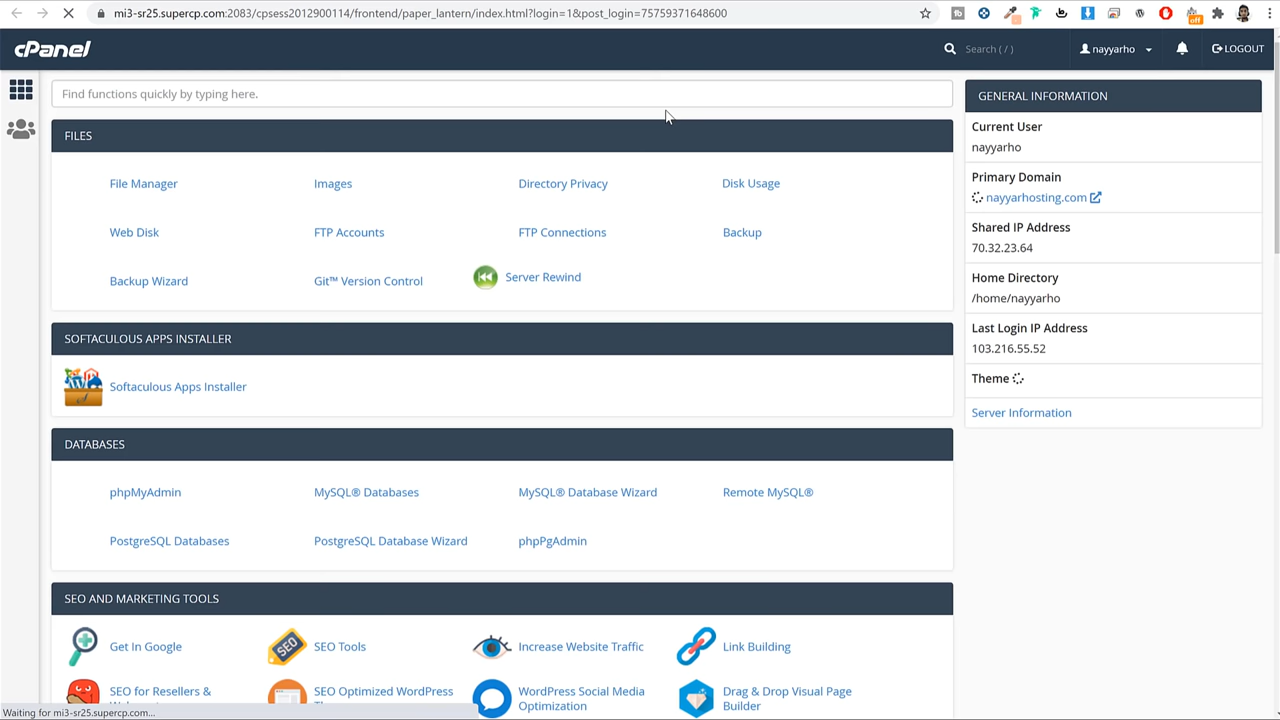 mi3-sr25.supercp.com:2083/cpsess2012900114/frontend/paper_lantern/index.html?login=1&post_login=75759371648600
off
cPanel
Search ( / )
nayyarho
LOGOUT
Find functions quickly by typing here.
FILES
File Manager
Images
Directory Privacy
Disk Usage
Web Disk
FTP Accounts
FTP Connections
Backup
Backup Wizard
Git™ Version Control
Server Rewind
SOFTACULOUS APPS INSTALLER
Softaculous Apps Installer
DATABASES
phpMyAdmin
MySQL® Databases
MySQL® Database Wizard
Remote MySQL®
PostgreSQL Databases
PostgreSQL Database Wizard
phpPgAdmin
SEO AND MARKETING TOOLS
Get In Google
SEO
SEO Tools
Increase Website Traffic
Link Building
SEO for Resellers &
SEO Optimized WordPress
WordPress Social Media
Optimization
Drag & Drop Visual Page
Builder
GENERAL INFORMATION
Current User
nayyarho
Primary Domain
nayyarhosting.com
Shared IP Address
70.32.23.64
Home Directory
/home/nayyarho
Last Login IP Address
103.216.55.52
Theme
Server Information
Waiting for mi3-sr25.supercp.com...